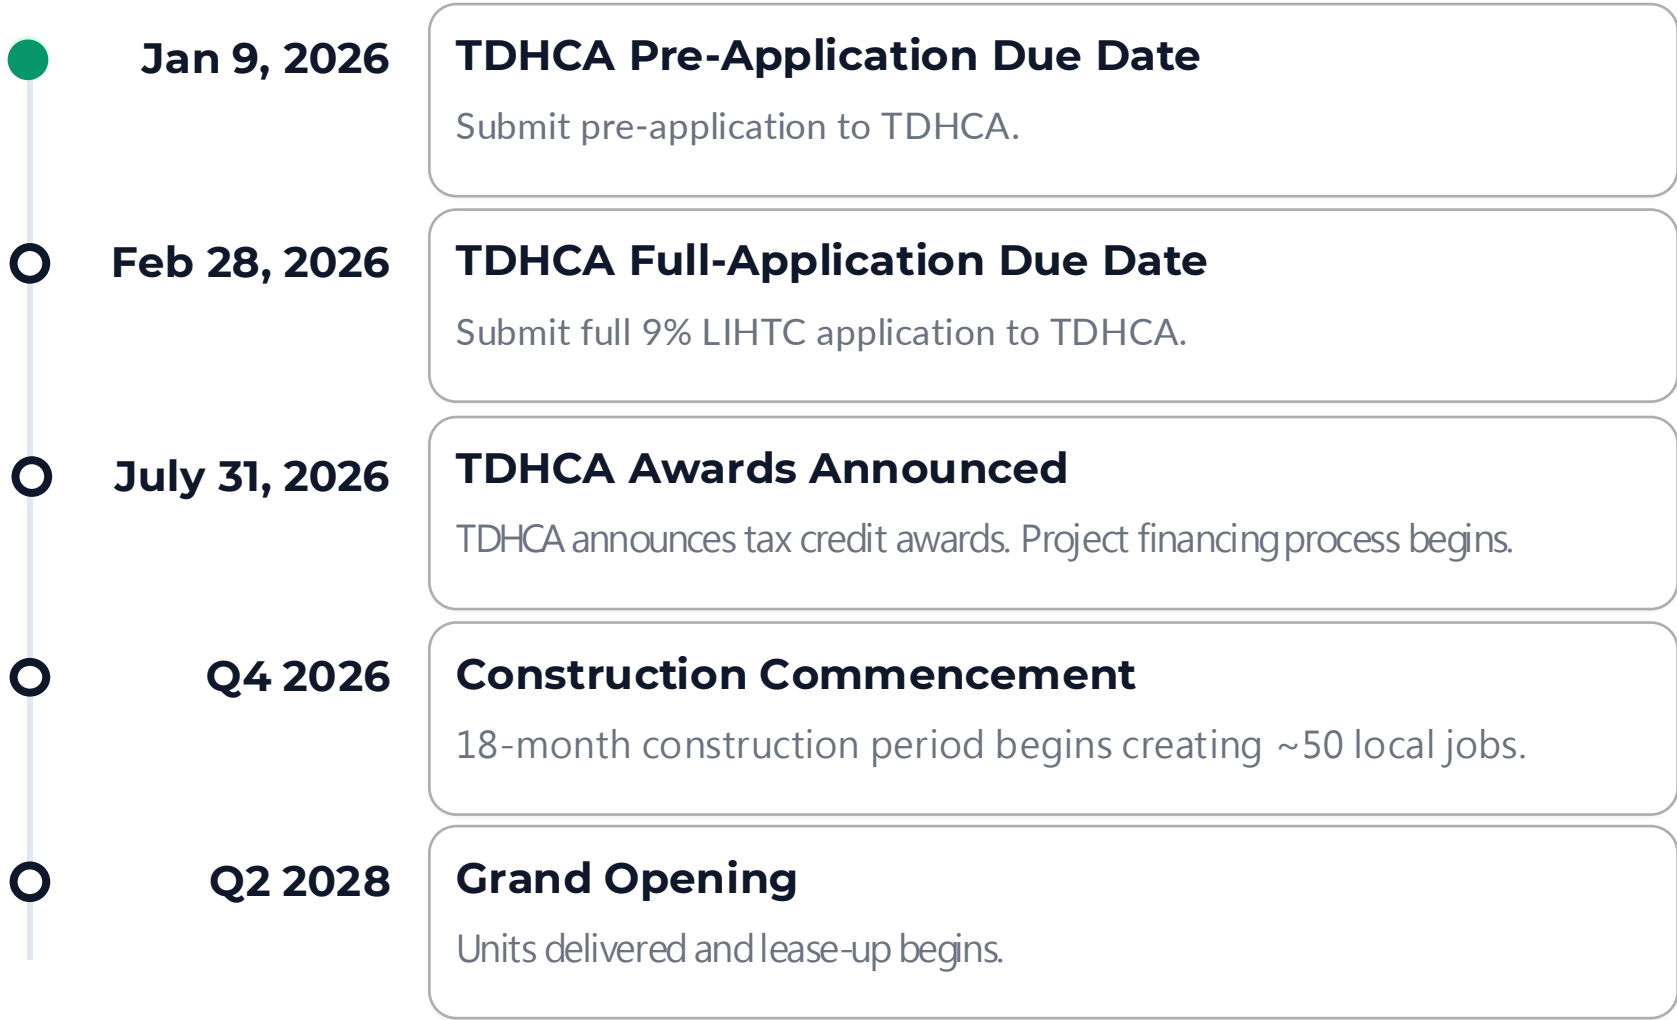 Jan 9, 2026
TDHCA Pre-Application Due Date
Submit pre-application to TDHCA.
Feb 28, 2026
TDHCA Full-Application Due Date
Submit full 9% LIHTC application to TDHCA.
July 31, 2026
TDHCA Awards Announced
TDHCA announces tax credit awards. Project financing process begins.
Q4 2026
Construction Commencement
18-month construction period begins creating ~50 local jobs.
Q2 2028
Grand Opening
Units delivered and lease-up begins.